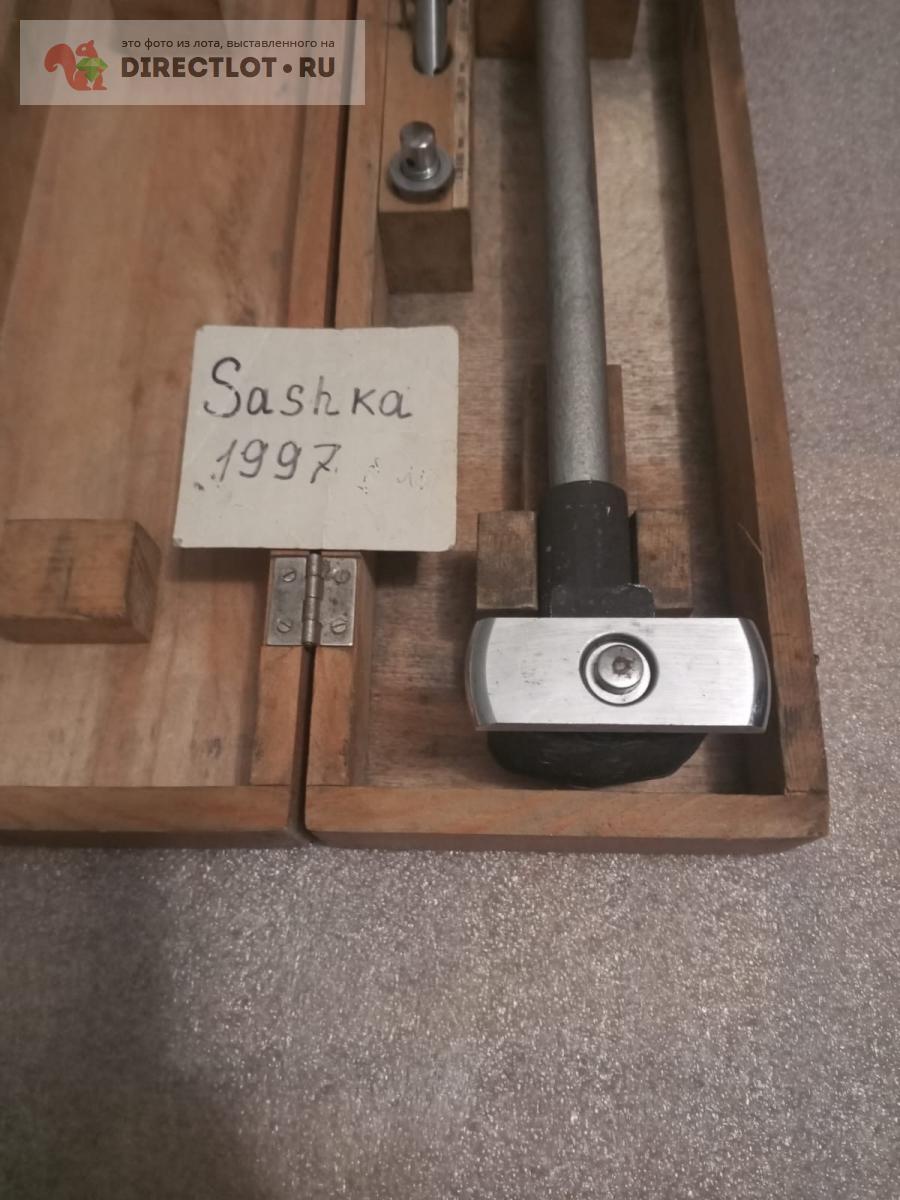 это фото из лота, выставленного на
DIRECTLOT•RU
Sashka
1997